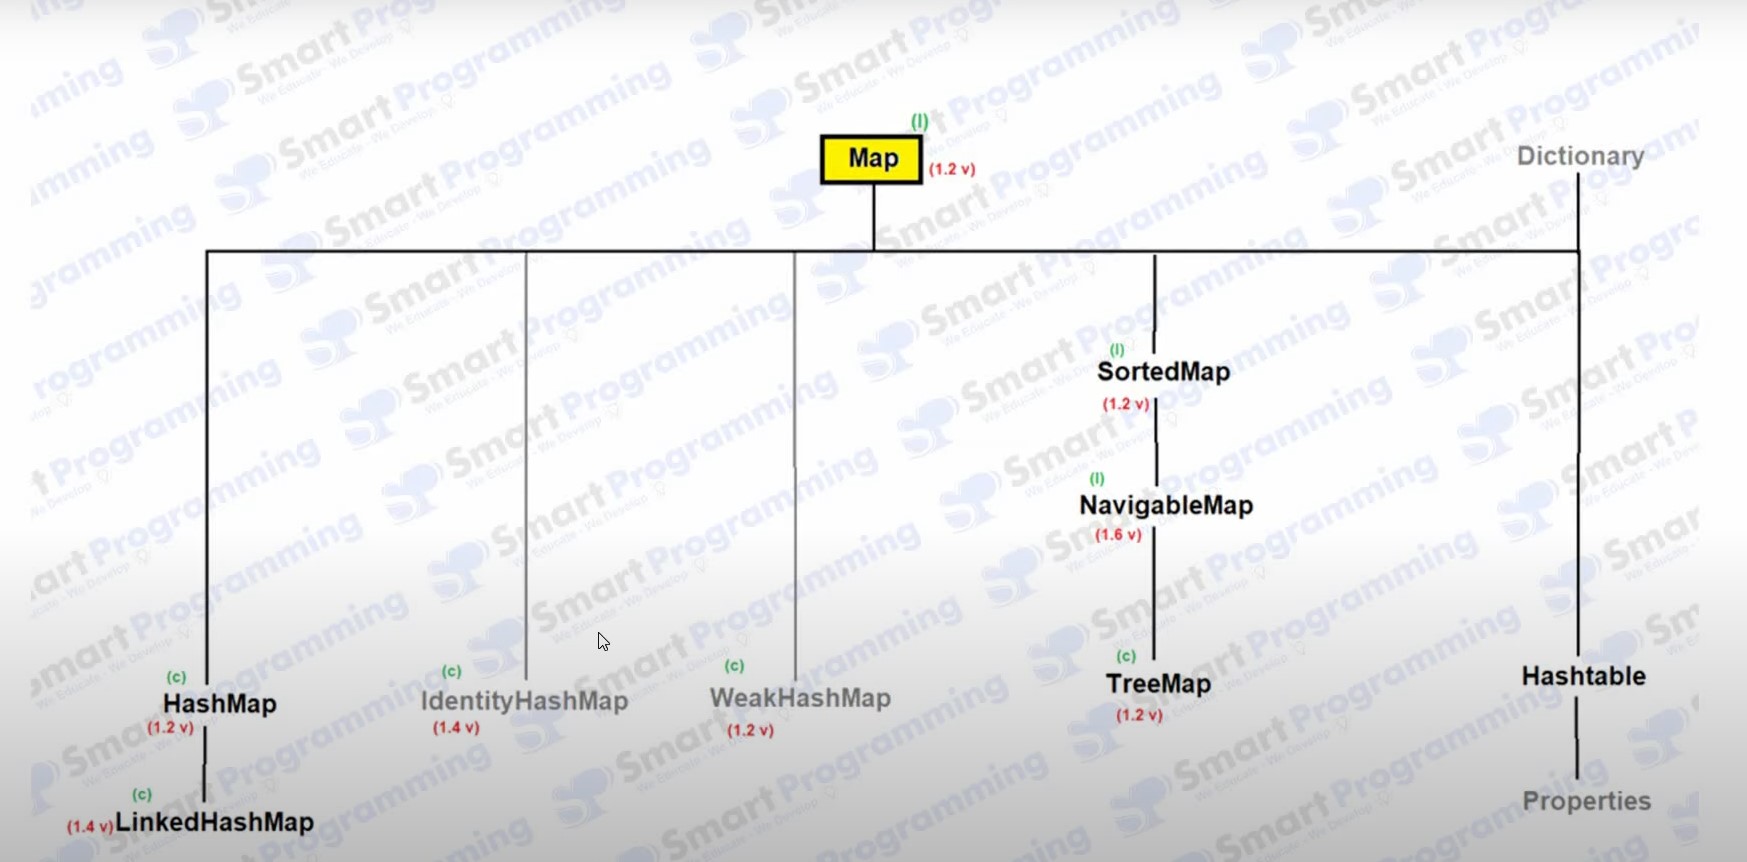 (I)
Map
(1.2 v)
Dictionary
(I)
SortedMap
(1.2 v)
(I)
NavigableMap
(1.6 v)
(c)
HashMap
(1.2 v)
(c)
IdentityHashMap
(1.4 v)
(c)
WeakHashMap
(1.2 v)
(c)
TreeMap
(1.2 v)
Hashtable
(c)
(1.4 v) LinkedHashMap
Properties
Smart Programming
We Educate - We Develop